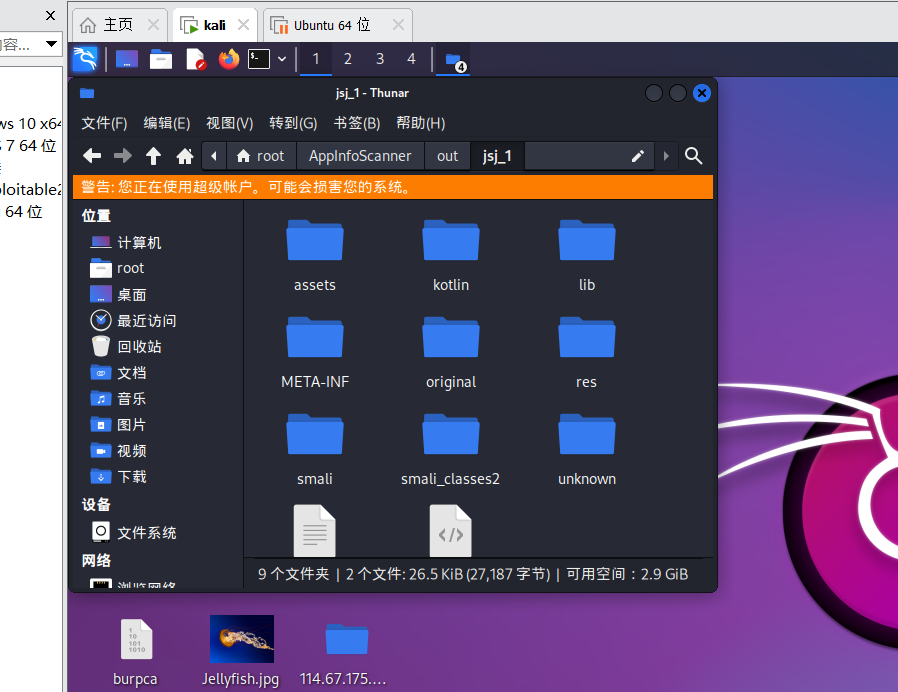 主页
kali
Ubuntu 64 位
内容...
1 2 3 4
4
jsj_1 - Thunar
文件(F) 编辑(E) 视图(V) 转到(G) 书签(B) 帮助(H)
root AppInfoScanner out jsj_1
警告: 您正在使用超级帐户。可能会损害您的系统。
ws 10 x64
7 64 位
ploitable2
64 位
位置
计算机
root
桌面
最近访问
回收站
文档
音乐
图片
视频
下载
设备
文件系统
网络
浏览网络
assets kotlin lib
META-INF original res
smali smali_classes2 unknown
9 个文件夹 | 2 个文件: 26.5 KiB (27,187 字节) | 可用空间：2.9 GiB
burpca
Jellyfish.jpg
114.67.175....